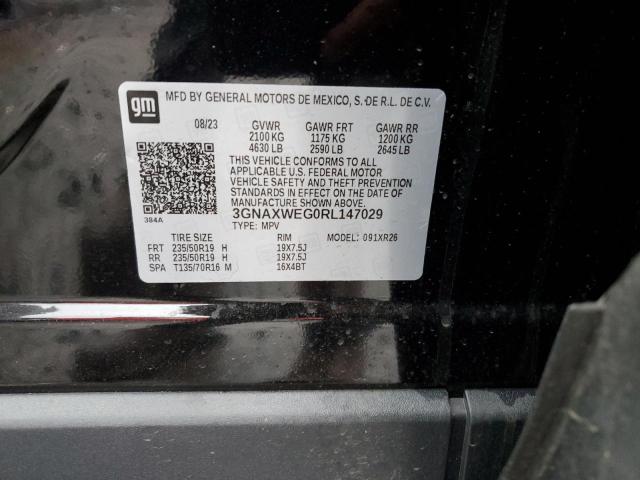 gm
MFD BY GENERAL MOTORS DE MEXICO, S. DE R.L. DE C.V.
08/23 GVWR GAWR FRT GAWR RR
2100 KG 1175 KG 1200 KG
4630 LB 2590 LB 2645 LB
THIS VEHICLE CONFORMS TO ALL
APPLICABLE U.S. FEDERAL MOTOR
VEHICLE SAFETY AND THEFT PREVENTION
STANDARDS IN EFFECT ON THE DATE OF
MANUFACTURE SHOWN ABOVE.
384A 3GNAXWEG0RL147029
TYPE: MPV
TIRE SIZE RIM MODEL: 091XR26
FRT 235/50R19 H 19X7.5J
RR 235/50R19 H 19X7.5J
SPA T135/70R16 M 16X4BT